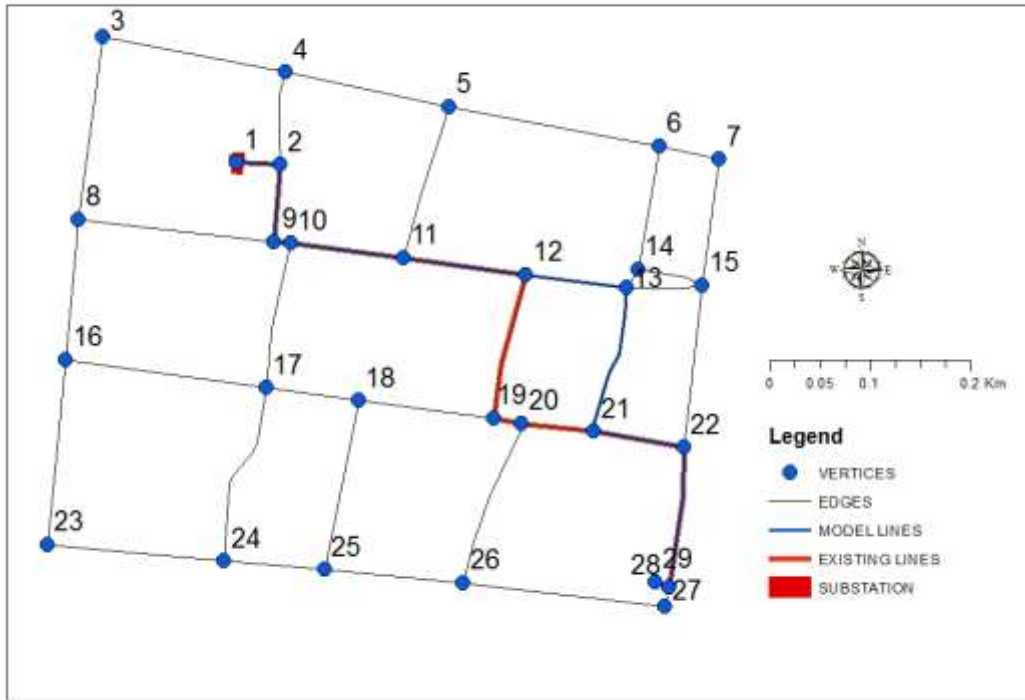 3
4
5
6
7
1
2
8
9
10
11
12
14
13
15
16
17
18
19
20
21
22
23
24
25
26
28
29
27
N
W
E
S
0
0.05
0.1
0.2 Km
Legend
VERTICES
EDGES
MODEL LINES
EXISTING LINES
SUBSTATION